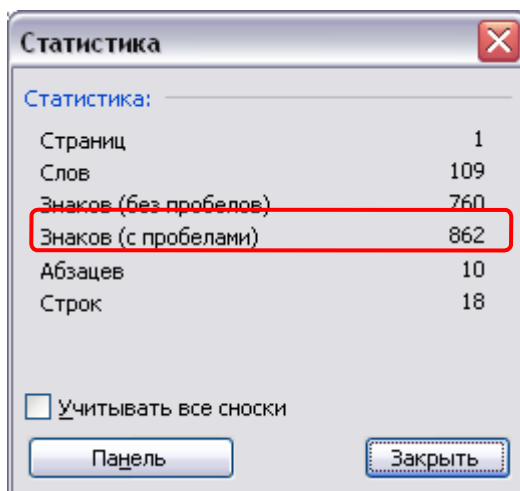 Статистика
Статистика:
Страниц 1
Слов 109
Знаков (без пробелов) 760
Знаков (с пробелами) 862
Абзацев 10
Строк 18
Учитывать все сноски
Панель Закрыть